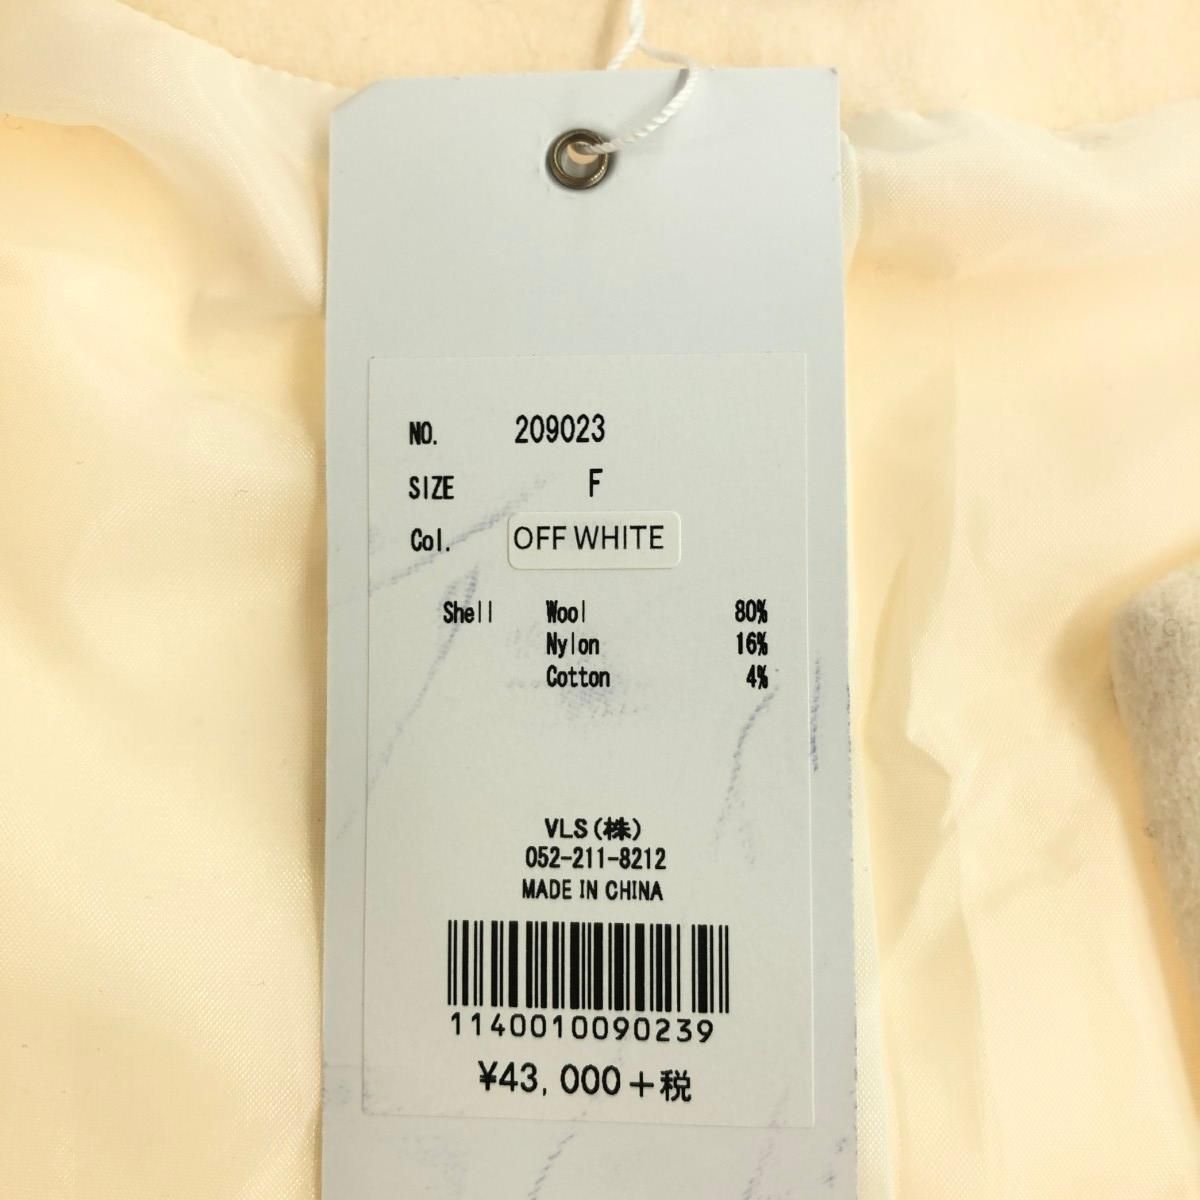 NO. 209023
SIZE F
Col. OFF WHITE
Shell Wool 80%
Nylon 16%
Cotton 4%
VLS(株)
052-211-8212
MADE IN CHINA
1140010090239
¥43,000+税